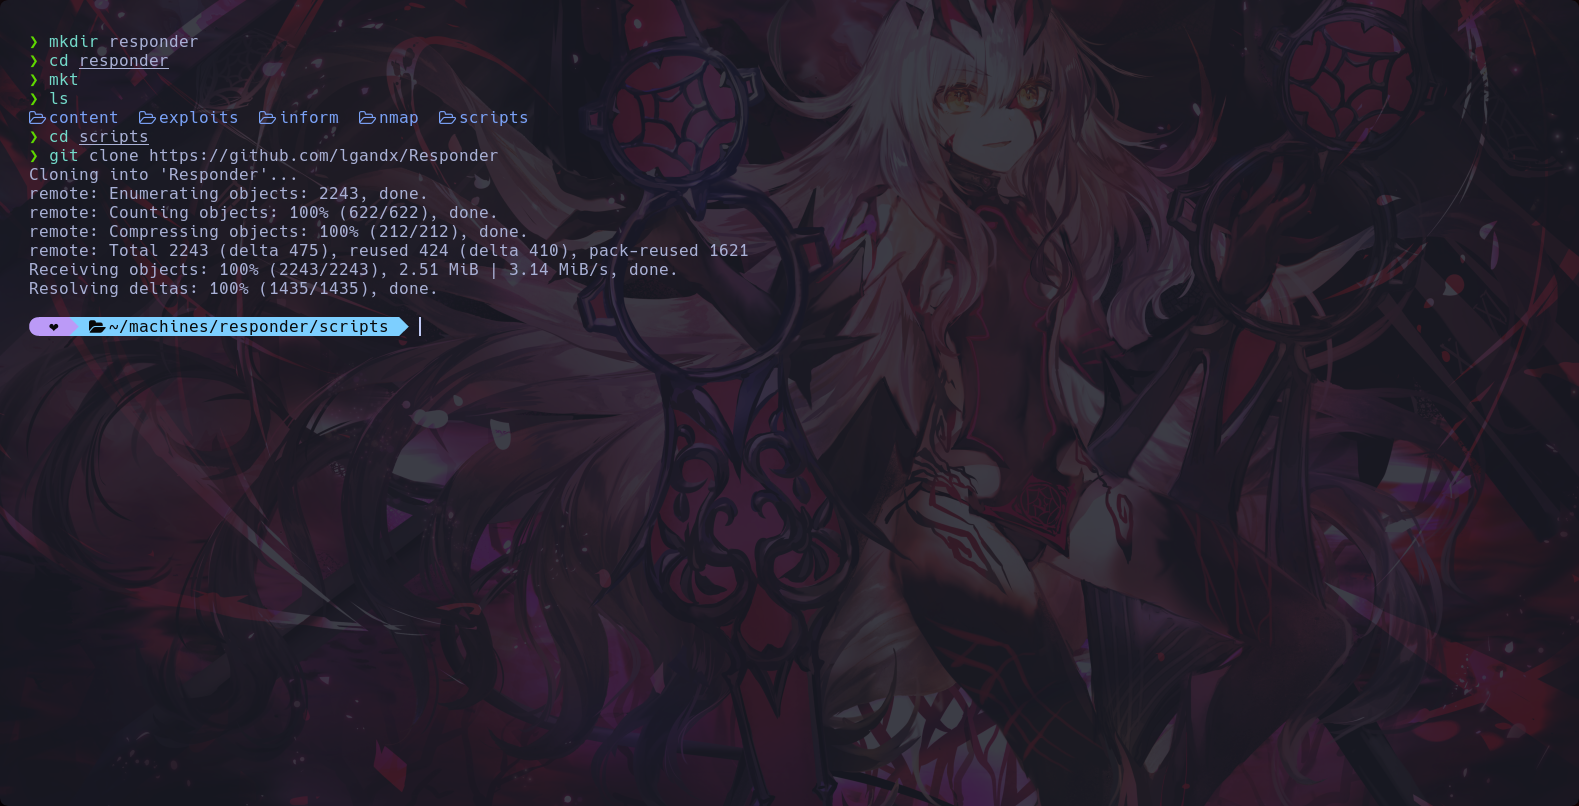 ❯ mkdir responder
❯ cd responder
❯ mkt
❯ ls
content exploits inform nmap scripts
❯ cd scripts
❯ git clone https://github.com/lgandx/Responder
Cloning into 'Responder'...
remote: Enumerating objects: 2243, done.
remote: Counting objects: 100% (622/622), done.
remote: Compressing objects: 100% (212/212), done.
remote: Total 2243 (delta 475), reused 424 (delta 410), pack-reused 1621
Receiving objects: 100% (2243/2243), 2.51 MiB | 3.14 MiB/s, done.
Resolving deltas: 100% (1435/1435), done.
❤ ~/machines/responder/scripts